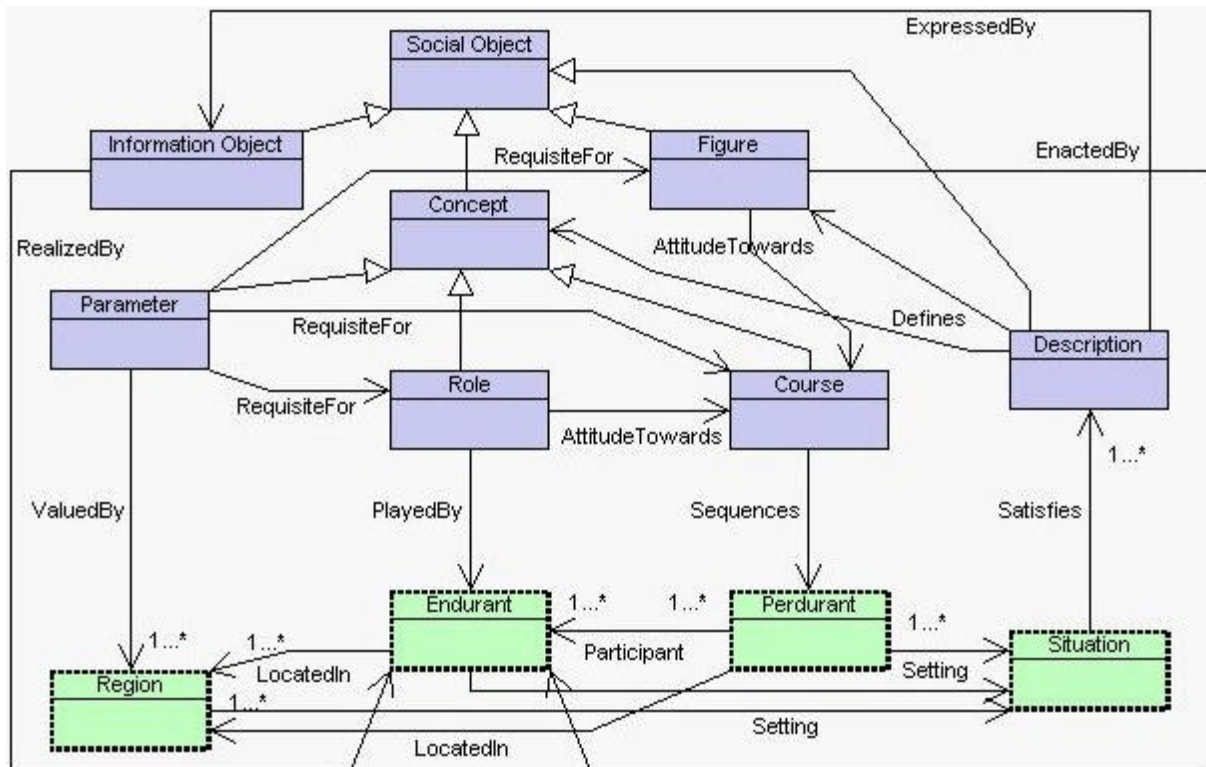 ExpressedBy
Social Object
Information Object
Figure
RequisiteFor
EnactedBy
Concept
RealizedBy
AttitudeTowards
Parameter
RequisiteFor
Defines
Description
Role
Course
RequisiteFor
AttitudeTowards
1...*
ValuedBy
PlayedBy
Sequences
Satisfies
Endurant
1...*
1...*
Perdurant
1...*
1...*
1...*
Participant
Situation
LocatedIn
Setting
Region
1...*
Setting
LocatedIn